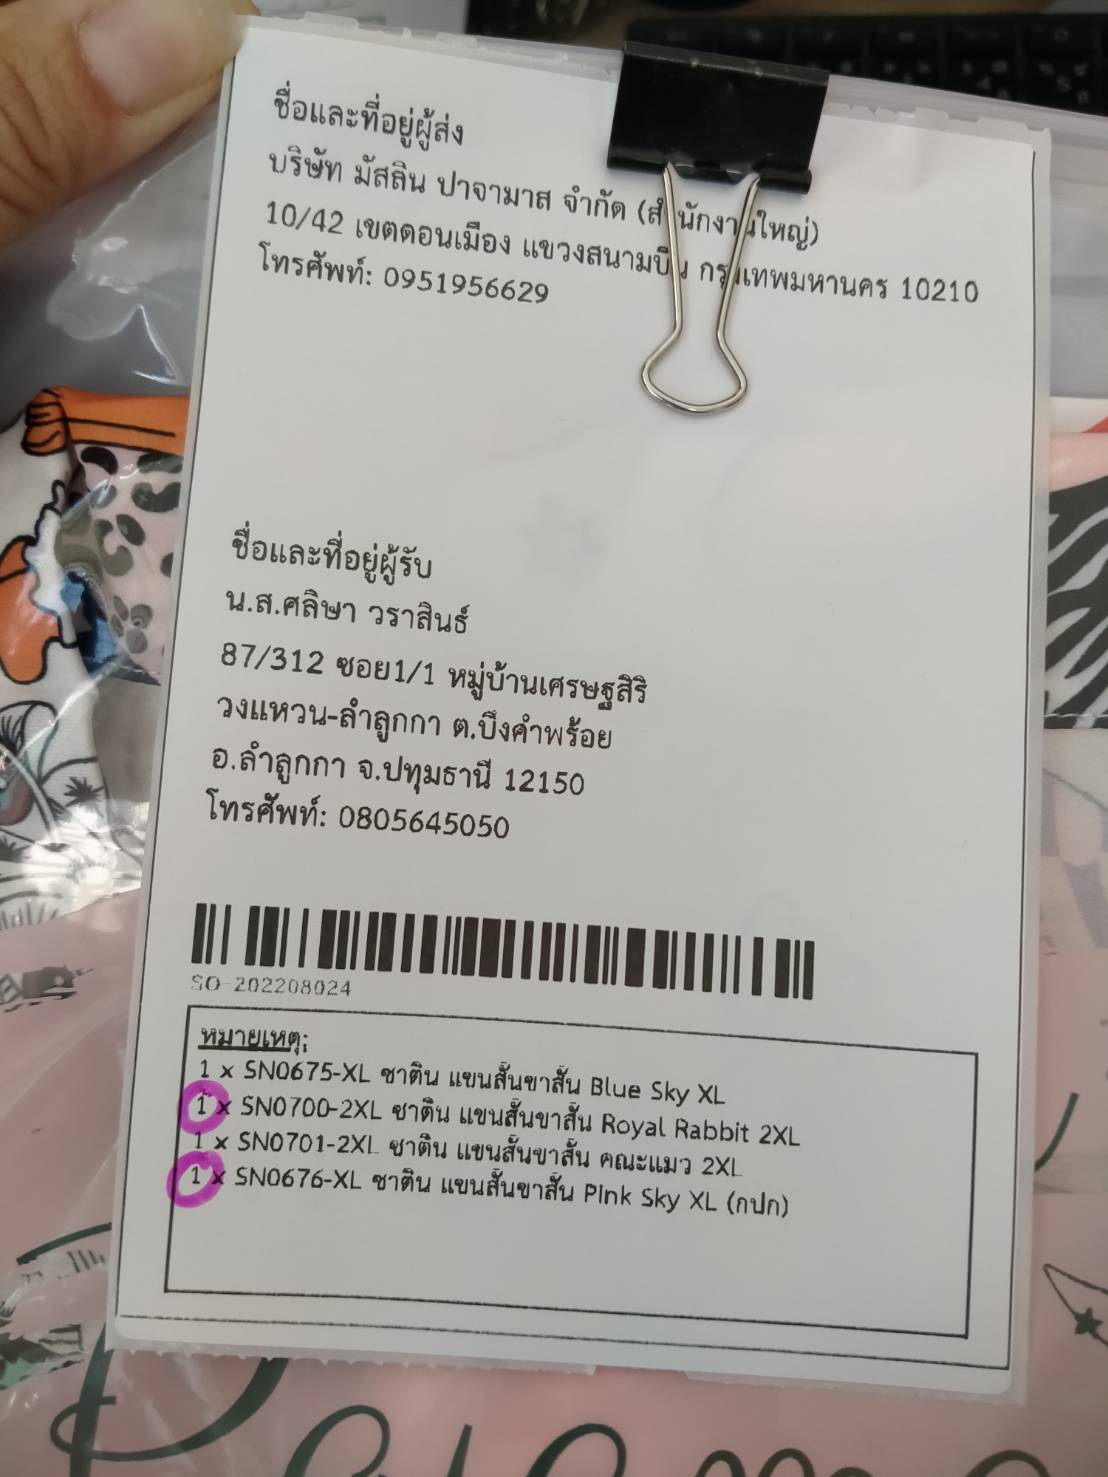 ชื่อและที่อยู่ผู้ส่ง
บริษัท มัสลิน ปาจามาส จำกัด (สำนักงานใหญ่)
10/42 เขตดอนเมือง แขวงสนามบิน กรุงเทพมหานคร 10210
โทรศัพท์: 0951956629
ชื่อและที่อยู่ผู้รับ
น.ส.ศลิษา วราสินธ์
87/312 ซอย1/1 หมู่บ้านเศรษฐสิริ
วงแหวน-ลำลูกกา ต.บึงคำพร้อย
อ.ลำลูกกา จ.ปทุมธานี 12150
โทรศัพท์: 0805645050
SO-202208024
หมายเหตุ:
1 x SN0675-XL ซาติน แขนสั้นขาสั้น Blue Sky XL
1 x SN0700-2XL ซาติน แขนสั้นขาสั้น Royal Rabbit 2XL
1 x SN0701-2XL ซาติน แขนสั้นขาสั้น คณะแมว 2XL
1 x SN0676-XL ซาติน แขนสั้นขาสั้น Pink Sky XL (กปก)